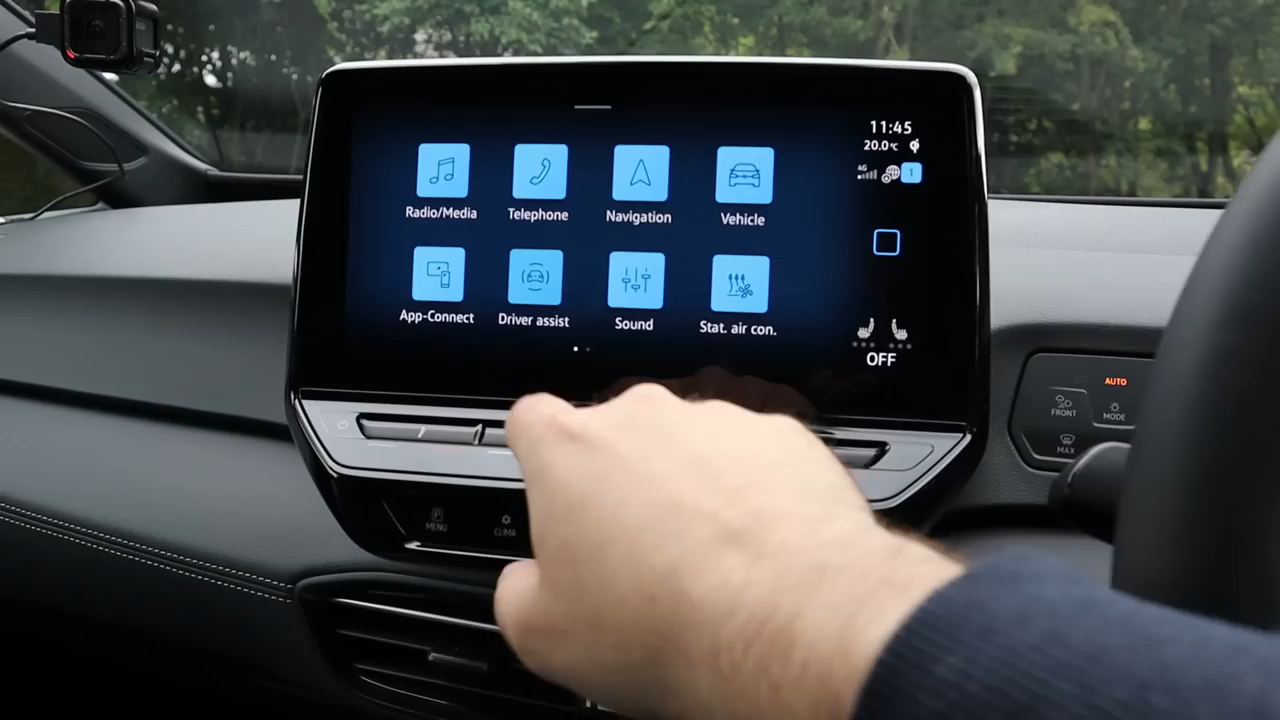 11:45
20.0°C
4G
1
Radio/Media
Telephone
Navigation
Vehicle
App-Connect
Driver assist
Sound
Stat. air con.
OFF
AUTO
FRONT
MODE
MAX
P
MENU
CLIMA